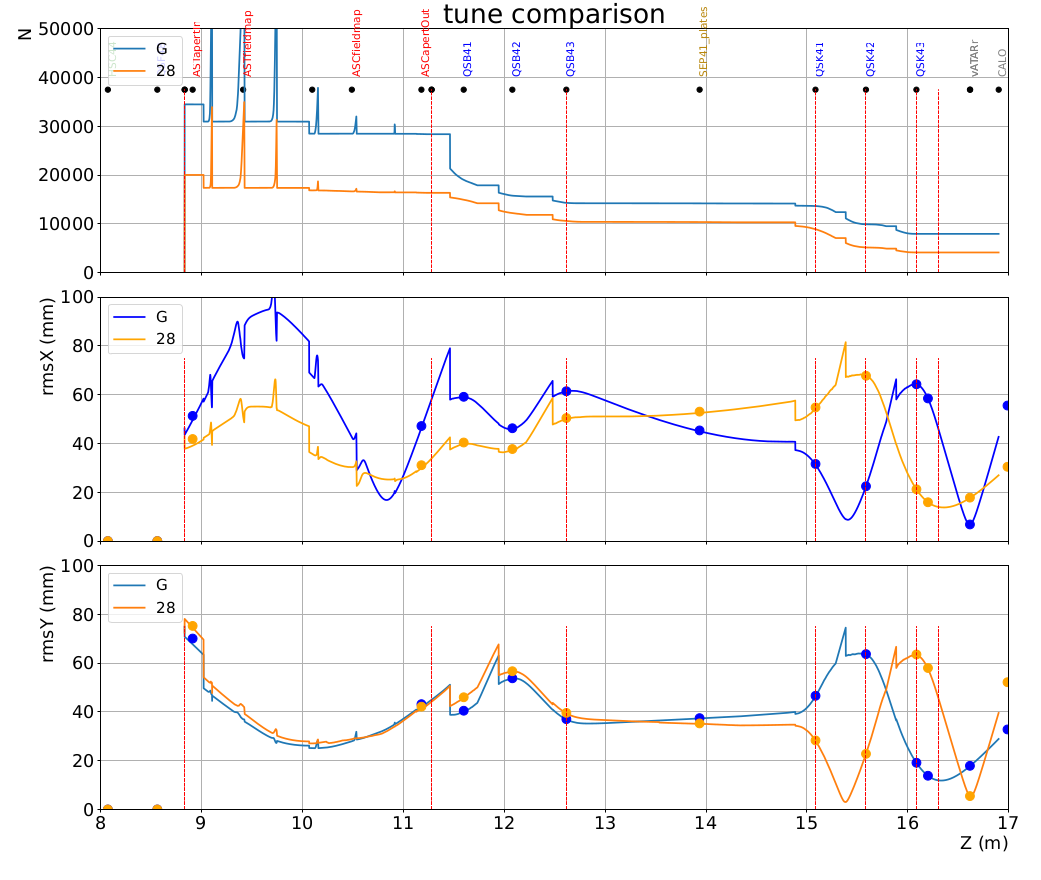 tune comparison
N
50000
40000
30000
20000
10000
0
G
28
ASTfieldmap
ASCfieldmap
ASCapertOut
QSB41
QSB42
QSB43
SEP41_plates
QSK41
QSK42
QSK43
vATARr
CALO
rmsX (mm)
100
80
60
40
20
0
G
28
rmsY (mm)
100
80
60
40
20
0
G
28
8
9
10
11
12
13
14
15
16
17
Z (m)